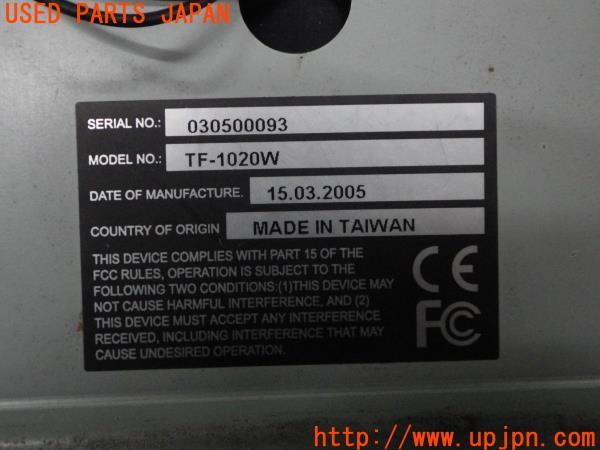 USED PARTS JAPAN
SERIAL NO.: 030500093
MODEL NO.: TF-1020W
DATE OF MANUFACTURE. 15.03.2005
COUNTRY OF ORIGIN MADE IN TAIWAN
THIS DEVICE COMPLIES WITH PART 15 OF THE
FCC RULES, OPERATION IS SUBJECT TO THE
FOLLOWING TWO CONDITIONS:(1)THIS DEVICE MAY
NOT CAUSE HARMFUL INTERFERENCE, AND (2)
THIS DEVICE MUST ACCEPT ANY INTERFERENCE
RECEIVED, INCLUDING INTERFERENCE THAT MAY
CAUSE UNDESIRED OPERATION.
CE
FC
http://www.upjpn.com/